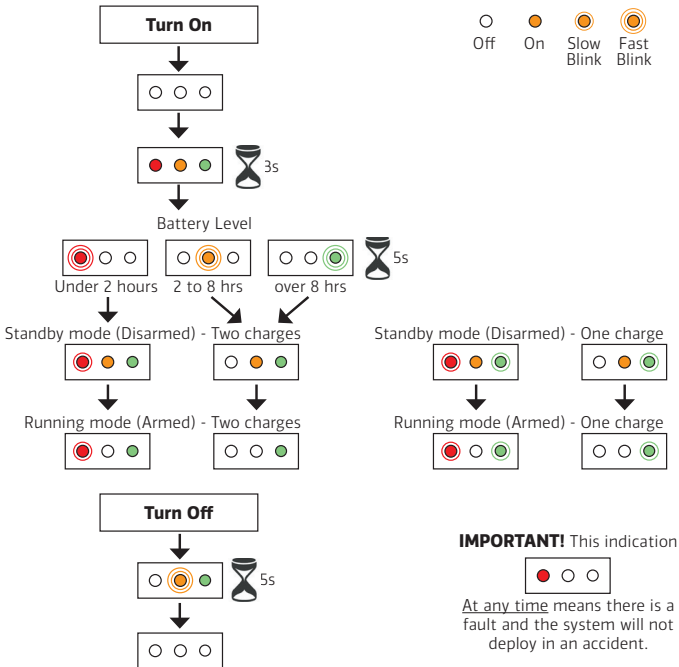 Turn On
Off On Slow Blink Fast Blink
3s
Battery Level
5s
Under 2 hours 2 to 8 hrs over 8 hrs
Standby mode (Disarmed) - Two charges
Standby mode (Disarmed) - One charge
Running mode (Armed) - Two charges
Running mode (Armed) - One charge
Turn Off
5s
IMPORTANT! This indication
At any time means there is a
fault and the system will not
deploy in an accident.